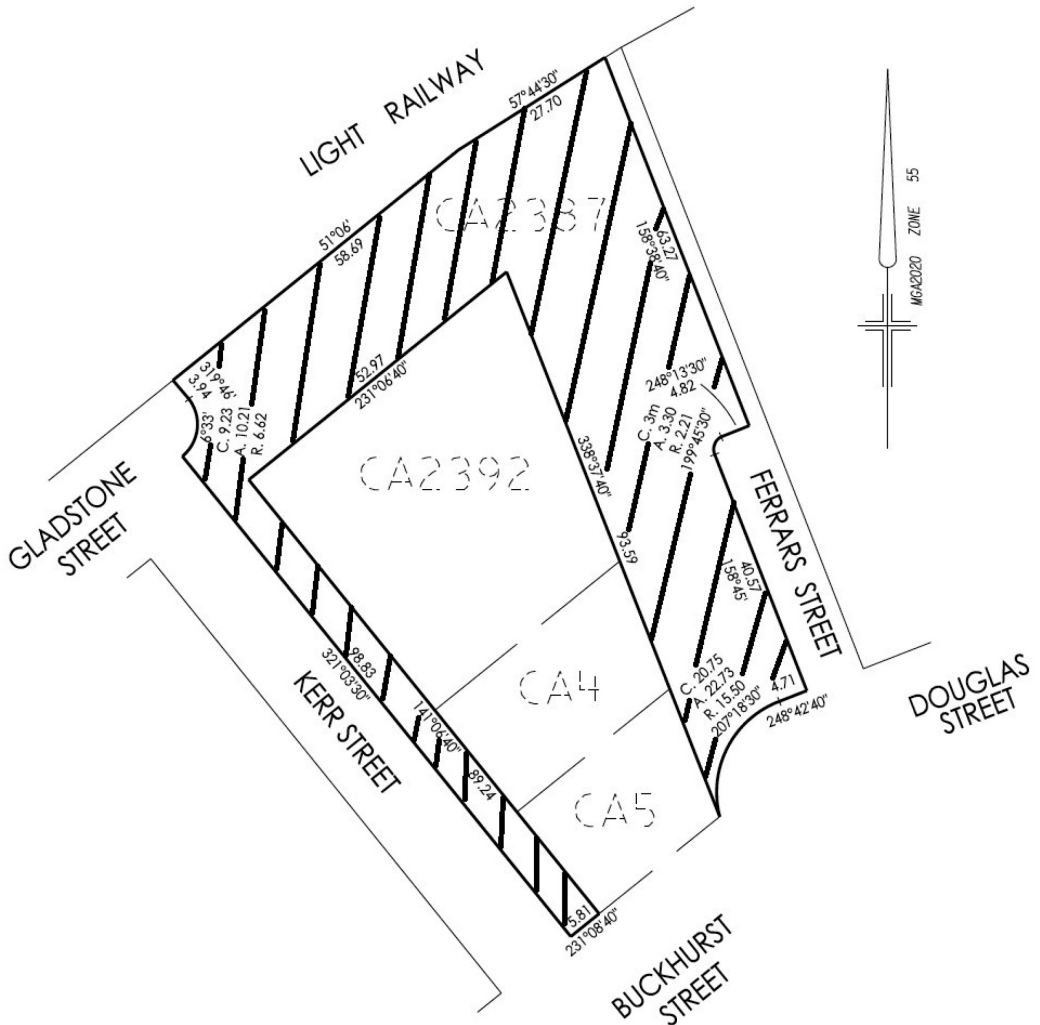 LIGHT RAILWAY
57°44'30"
27.70
51°06'
58.69
CA2387
63.27
158°38'40"
MGA2020 ZONE 55
319°46'
3.94
6°33'
C. 9.23
A. 10.21
R. 6.62
52.97
231°06'40"
248°13'30"
4.82
C. 3m
A. 3.30
R. 2.21
199°45'30"
CA2392
338°37'40"
93.59
GLADSTONE
STREET
FERRARS STREET
40.57
158°45'
98.83
321°03'30"
KERR STREET
141°06'40"
89.24
CA4
C. 20.75
A. 22.73
R. 15.50
207°18'30"
4.71
248°42'40"
DOUGLAS
STREET
CA5
5.81
231°08'40"
BUCKHURST
STREET